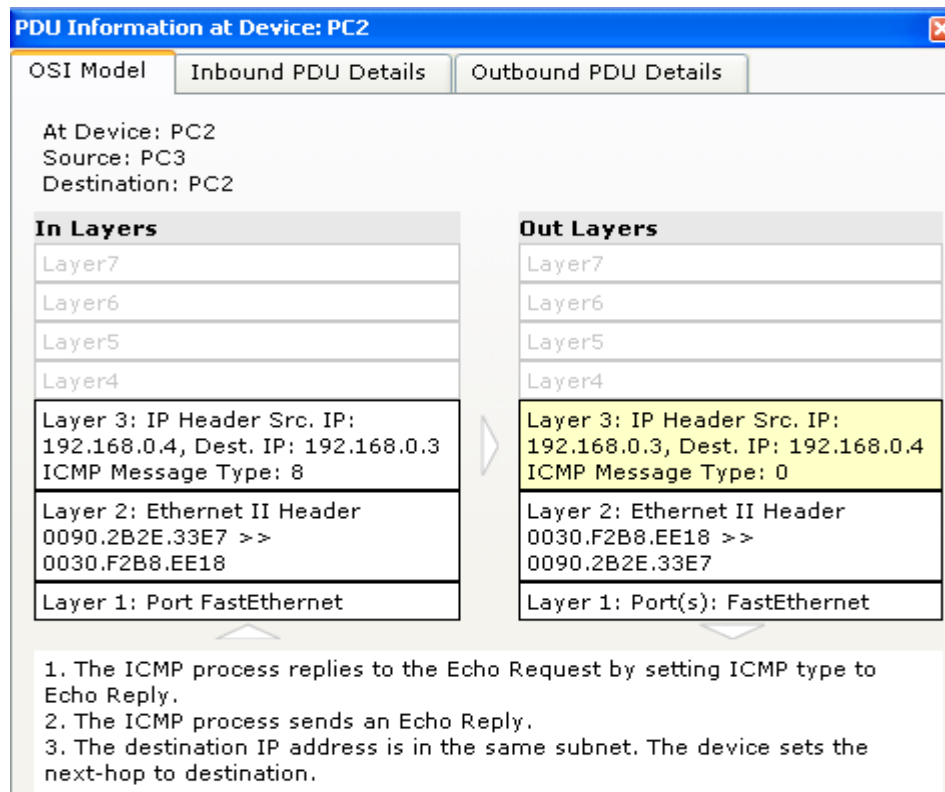 PDU Information at Device: PC2
OSI Model
Inbound PDU Details
Outbound PDU Details
At Device: PC2
Source: PC3
Destination: PC2
In Layers
Layer7
Layer6
Layer5
Layer4
Layer 3: IP Header Src. IP:
192.168.0.4, Dest. IP: 192.168.0.3
ICMP Message Type: 8
Layer 2: Ethernet II Header
0090.2B2E.33E7 >>
0030.F2B8.EE18
Layer 1: Port FastEthernet
Out Layers
Layer7
Layer6
Layer5
Layer4
Layer 3: IP Header Src. IP:
192.168.0.3, Dest. IP: 192.168.0.4
ICMP Message Type: 0
Layer 2: Ethernet II Header
0030.F2B8.EE18 >>
0090.2B2E.33E7
Layer 1: Port(s): FastEthernet
1. The ICMP process replies to the Echo Request by setting ICMP type to
Echo Reply.
2. The ICMP process sends an Echo Reply.
3. The destination IP address is in the same subnet. The device sets the
next-hop to destination.